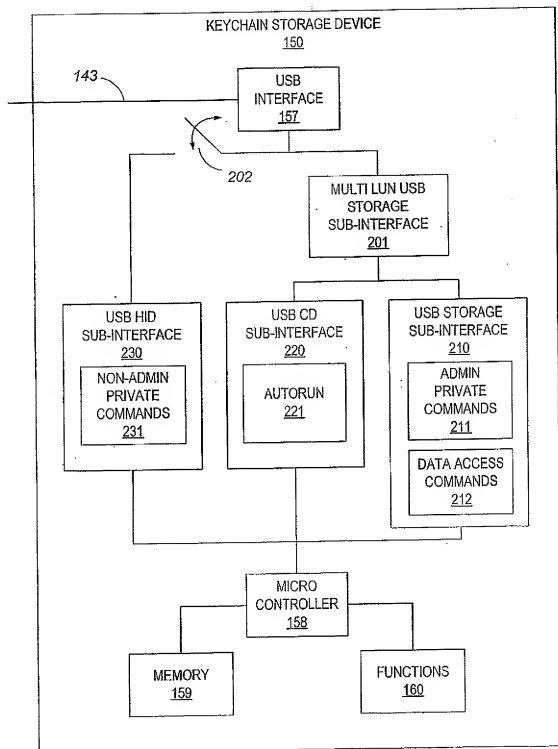 KEYCHAIN STORAGE DEVICE
150
143
USB
INTERFACE
157
202
MULTI LUN USB
STORAGE
SUB-INTERFACE
201
USB HID
SUB-INTERFACE
230
NON-ADMIN
PRIVATE
COMMANDS
231
USB CD
SUB-INTERFACE
220
AUTORUN
221
USB STORAGE
SUB-INTERFACE
210
ADMIN
PRIVATE
COMMANDS
211
DATA ACCESS
COMMANDS
212
MICRO
CONTROLLER
158
MEMORY
159
FUNCTIONS
160